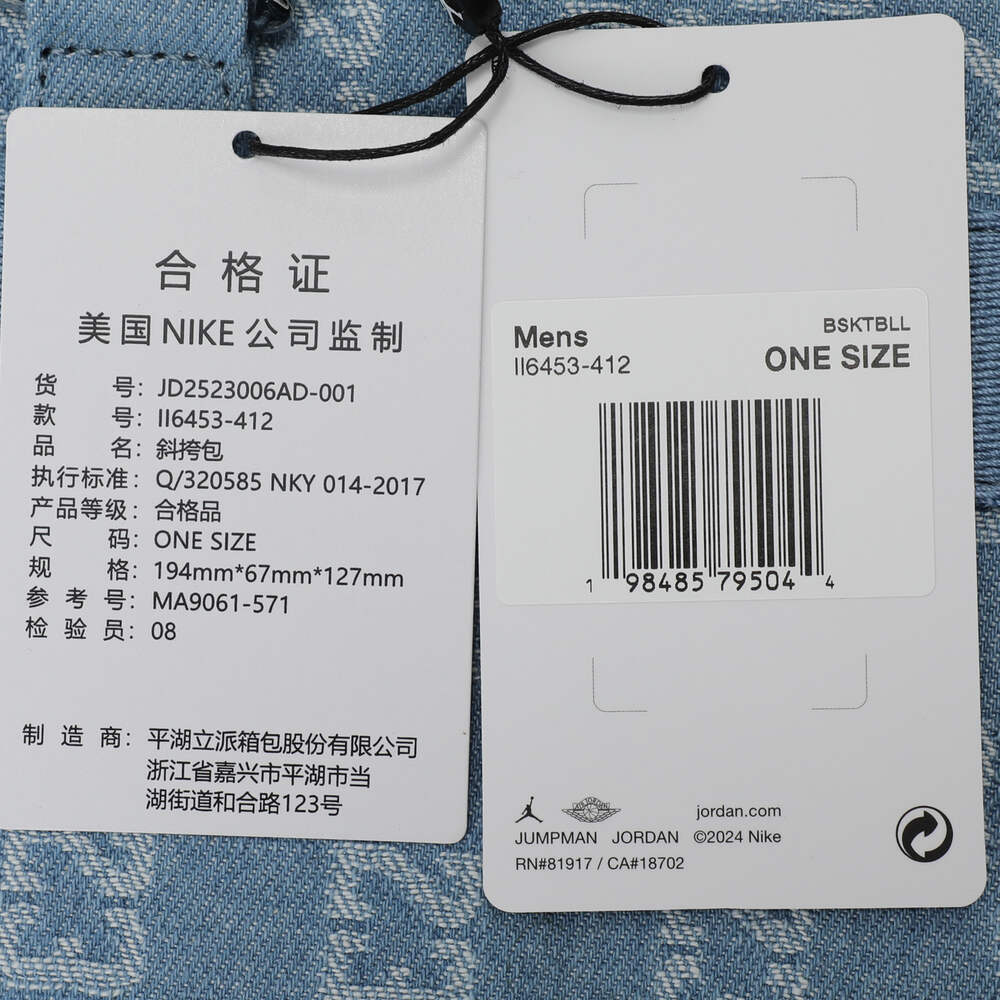 合格证
美国NIKE公司监制
货号：JD2523006AD-001
款号：II6453-412
品名：斜挎包
执行标准：Q/320585 NKY 014-2017
产品等级：合格品
尺码：ONE SIZE
规格：194mm*67mm*127mm
参考号：MA9061-571
检验员：08
制造商：平湖立派箱包股份有限公司
浙江省嘉兴市平湖市当
湖街道和合路123号
Mens
II6453-412
BSKTBLL
ONE SIZE
1 98485 79504 4
jordan.com
JUMPMAN JORDAN ©2024 Nike
RN#81917 / CA#18702